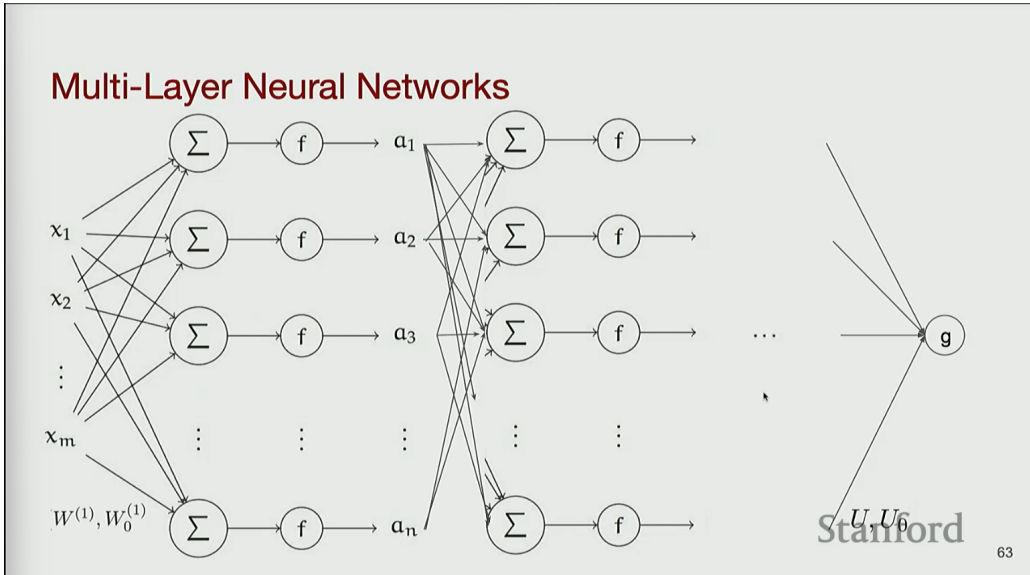 Multi-Layer Neural Networks
Σ f a₁ Σ f
x₁ Σ f a₂ Σ f
x₂
Σ f a₃ Σ f ... g
⋮
xₘ ⋮ ⋮ ⋮ ⋮ ⋮
W⁽¹⁾, W₀⁽¹⁾ Σ f aₙ Σ f U, U₀
Stanford
63